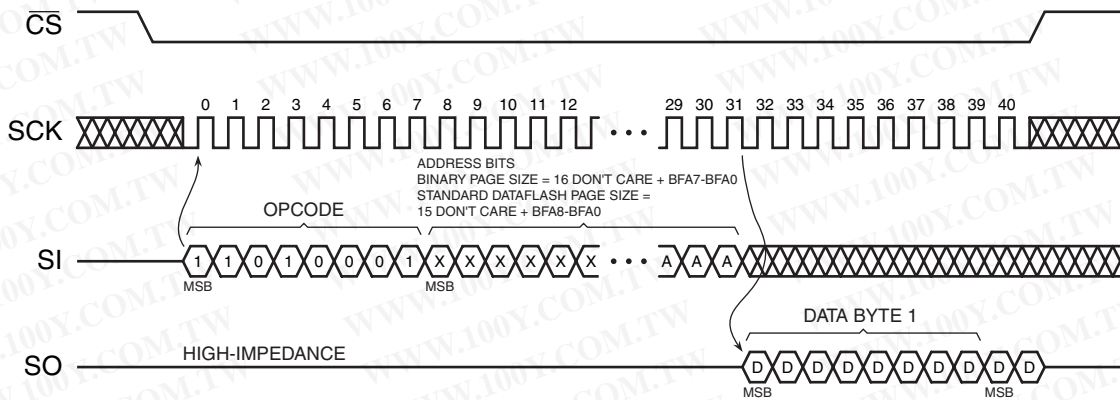 CS
SCK
0 1 2 3 4 5 6 7 8 9 10 11 12 29 30 31 32 33 34 35 36 37 38 39 40
ADDRESS BITS
BINARY PAGE SIZE = 16 DON'T CARE + BFA7-BFA0
STANDARD DATAFLASH PAGE SIZE =
15 DON'T CARE + BFA8-BFA0
OPCODE
SI
1 1 0 1 0 0 0 1 X X X X X X • • • A A A
MSB MSB
DATA BYTE 1
HIGH-IMPEDANCE
SO
D D D D D D D D D D
MSB MSB
WWW.100Y.COM.TW